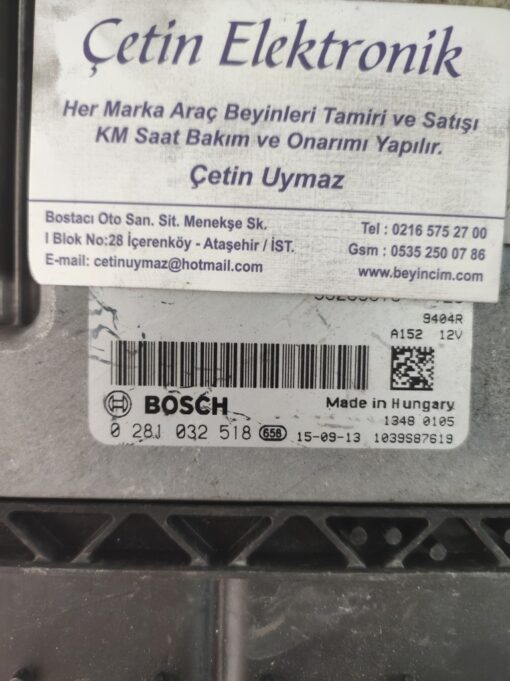 Çetin Elektronik
Her Marka Araç Beyinleri Tamiri ve Satışı
KM Saat Bakım ve Onarımı Yapılır.
Çetin Uymaz
Bostacı Oto San. Sit. Menekşe Sk.
I Blok No:28 İçerenköy - Ataşehir / İST.
E-mail: cetinuymaz@hotmail.com
Tel : 0216 575 27 00
Gsm : 0535 250 07 86
www.beyincim.com
9404R
A152 12V
BOSCH
Made in Hungary
1348 0105
0 281 032 518 656 15-09-13 1039S87619